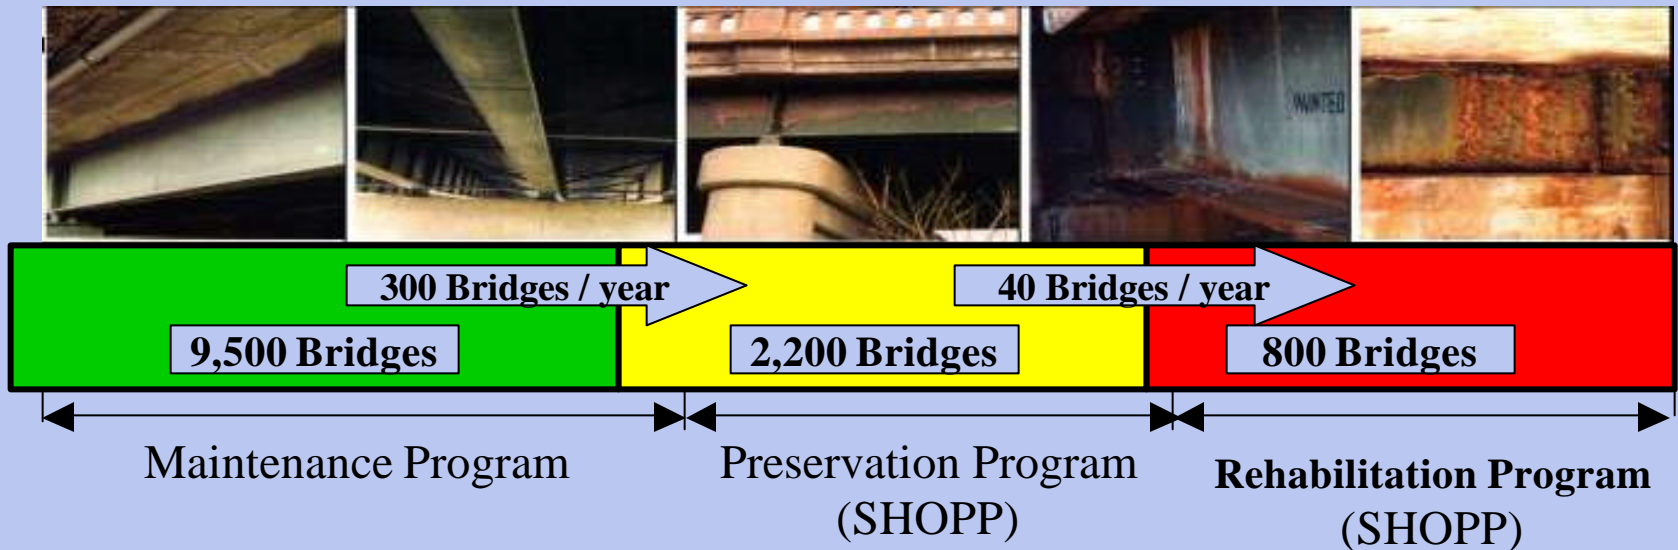 PAINTED
300 Bridges / year
40 Bridges / year
9,500 Bridges
2,200 Bridges
800 Bridges
Maintenance Program
Preservation Program
(SHOPP)
Rehabilitation Program
(SHOPP)